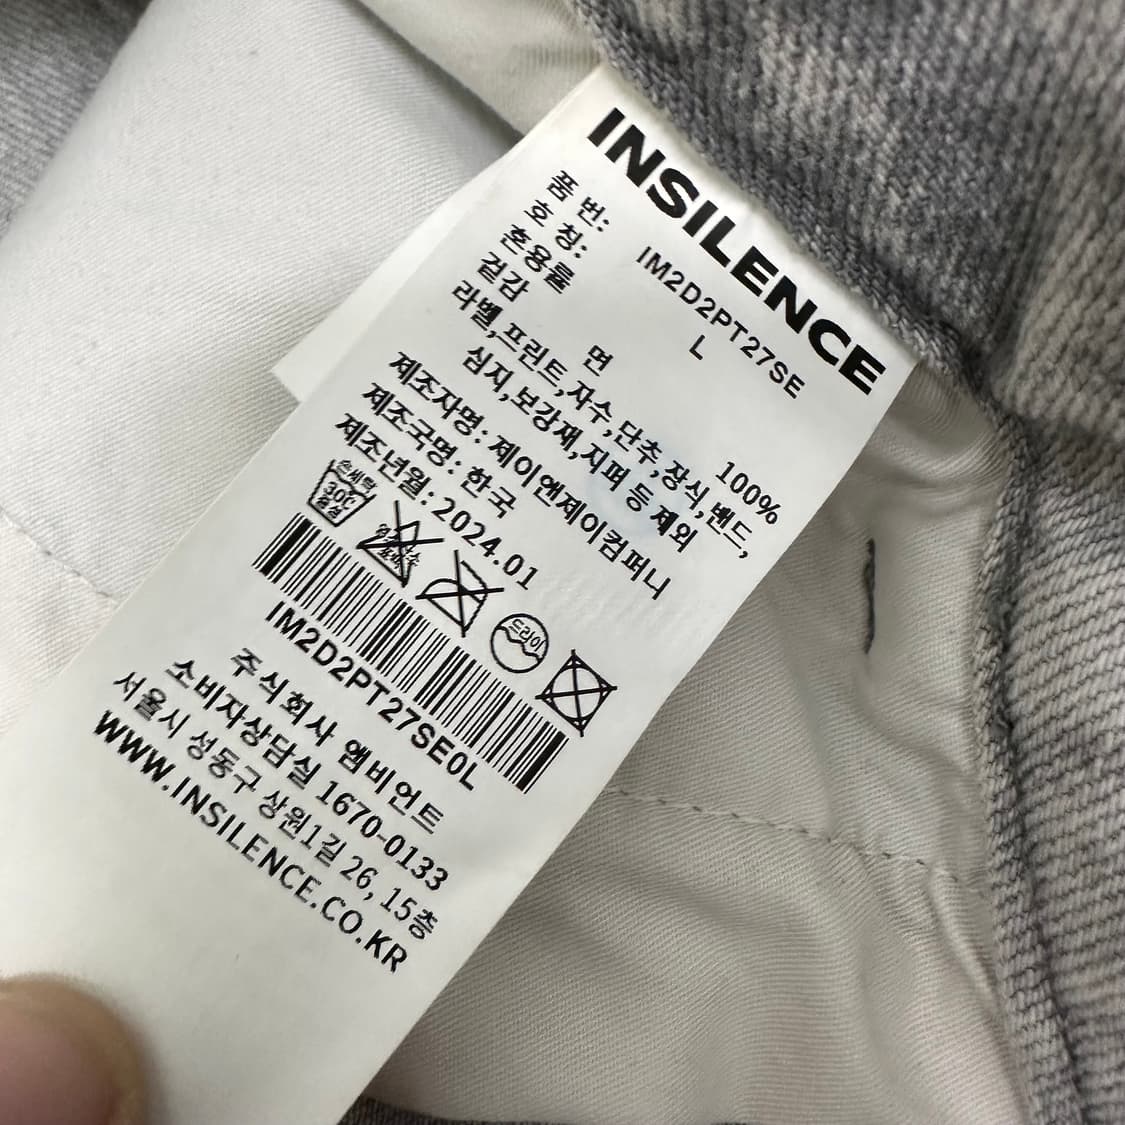 INSILENCE
품 번: IM2D2PT27SE
호 칭: L
혼용률
겉감 면 100%
라벨,프린트,자수,단추,장식,밴드,
심지,보강재,지퍼 등 제외
제조자명: 제이앤제이컴퍼니
제조국명: 한국
제조년월: 2024.01
손세탁
30℃
중성
드라이
IM2D2PT27SE0L
주식회사 엠비언트
소비자상담실 1670-0133
서울시 성동구 상원1길 26, 15층
WWW.INSILENCE.CO.KR